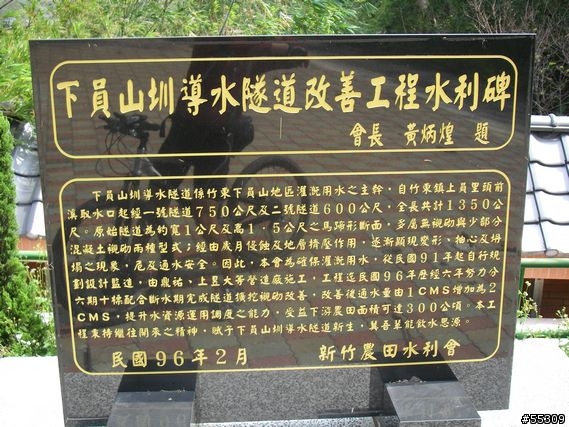 下員山圳導水隧道改善工程水利碑
會長 黃炳煌 題
下員山圳導水隧道係竹東下員山地區灌溉用水之主幹，自竹東鎮上員里頭前
溪取水口起經一號隧道750公尺及二號隧道600公尺，全長共計1350公
尺。原始隧道為約寬1公尺及高1.5公尺之馬蹄形斷面，多屬無襯砌與少部分
混凝土襯砌兩種型式；經由歲月侵蝕及地層擠壓作用，逐漸顯現變形、抽心及坍
塌之現象，危及通水安全。因此，本會為確保灌溉用水，從民國91年起自行規
劃設計監造，由鼎祐、上昱大等營造廠施工，工程迄民國96年歷經六年努力分
六期十標配合斷水期完成隧道擴挖襯砌改善，改善後通水量由1CMS增加為2
CMS，提升水資源運用調度之能力，受益下游農田面積可達300公頃。本工
程秉持繼往開來之精神，賦予下員山圳導水隧道新生，冀吾輩能飲水思源。
民國96年2月 新竹農田水利會
#55309